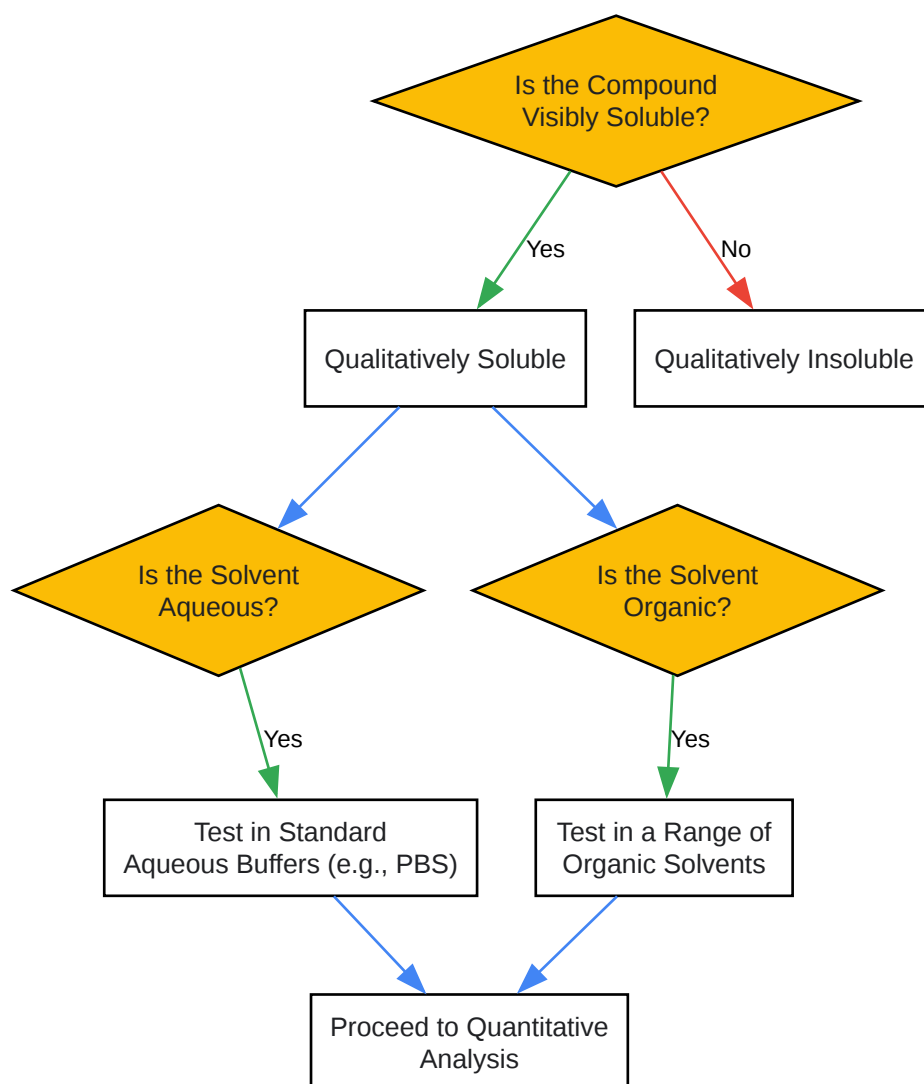 Is the Compound
Visibly Soluble?
Yes
No
Qualitatively Soluble
Qualitatively Insoluble
Is the Solvent
Aqueous?
Is the Solvent
Organic?
Yes
Yes
Test in Standard
Aqueous Buffers (e.g., PBS)
Test in a Range of
Organic Solvents
Proceed to Quantitative
Analysis